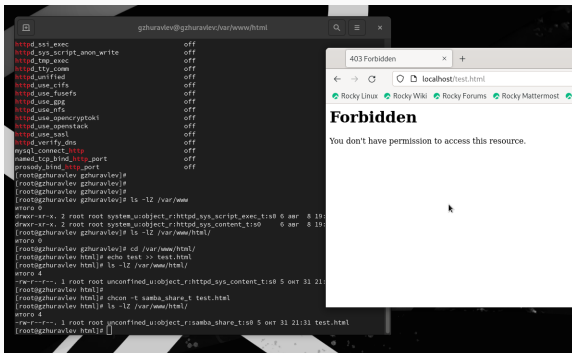 gzhuravlev@gzhuravlev:/var/www/html
httpd_ssi_exec off
httpd_sys_script_anon_write off
httpd_tmp_exec off
httpd_tty_comm off
httpd_unified off
httpd_use_cifs off
httpd_use_fusefs off
httpd_use_gpg off
httpd_use_nfs off
httpd_use_opencryptoki off
httpd_use_openstack off
httpd_use_sasl off
httpd_verify_dns off
mysql_connect_http off
named_tcp_bind_http_port off
prosody_bind_http_port off
[root@gzhuravlev gzhuravlev]#
[root@gzhuravlev gzhuravlev]#
[root@gzhuravlev gzhuravlev]#
[root@gzhuravlev gzhuravlev]# ls -lZ /var/www
итого 0
drwxr-xr-x. 2 root root system_u:object_r:httpd_sys_script_exec_t:s0 6 авг 8 19:
drwxr-xr-x. 2 root root system_u:object_r:httpd_sys_content_t:s0 6 авг 8 19:
[root@gzhuravlev gzhuravlev]# ls -lZ /var/www/html/
итого 0
[root@gzhuravlev gzhuravlev]# cd /var/www/html/
[root@gzhuravlev html]# echo test >> test.html
[root@gzhuravlev html]# ls -lZ /var/www/html/
итого 4
-rw-r--r--. 1 root root unconfined_u:object_r:httpd_sys_content_t:s0 5 окт 31 21:
[root@gzhuravlev html]#
[root@gzhuravlev html]# chcon -t samba_share_t test.html
[root@gzhuravlev html]# ls -lZ /var/www/html/
итого 4
-rw-r--r--. 1 root root unconfined_u:object_r:samba_share_t:s0 5 окт 31 21:31 test.html
[root@gzhuravlev html]#
403 Forbidden
localhost/test.html
Rocky Linux Rocky Wiki Rocky Forums Rocky Mattermost
Forbidden
You don't have permission to access this resource.